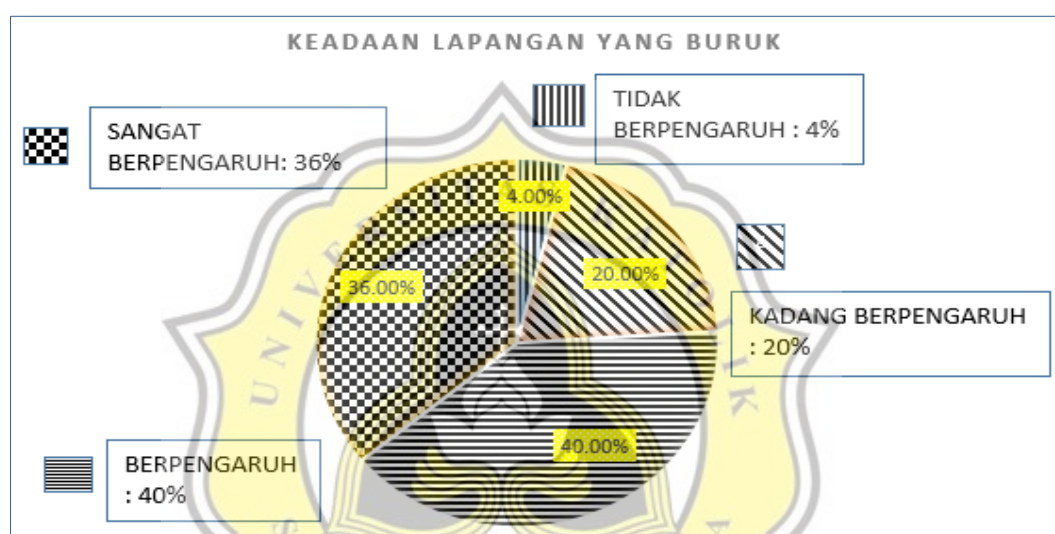 KEADAAN LAPANGAN YANG BURUK
TIDAK
BERPENGARUH : 4%
SANGAT
BERPENGARUH: 36%
4.00%
20.00%
36.00%
KADANG BERPENGARUH
: 20%
40.00%
BERPENGARUH
: 40%